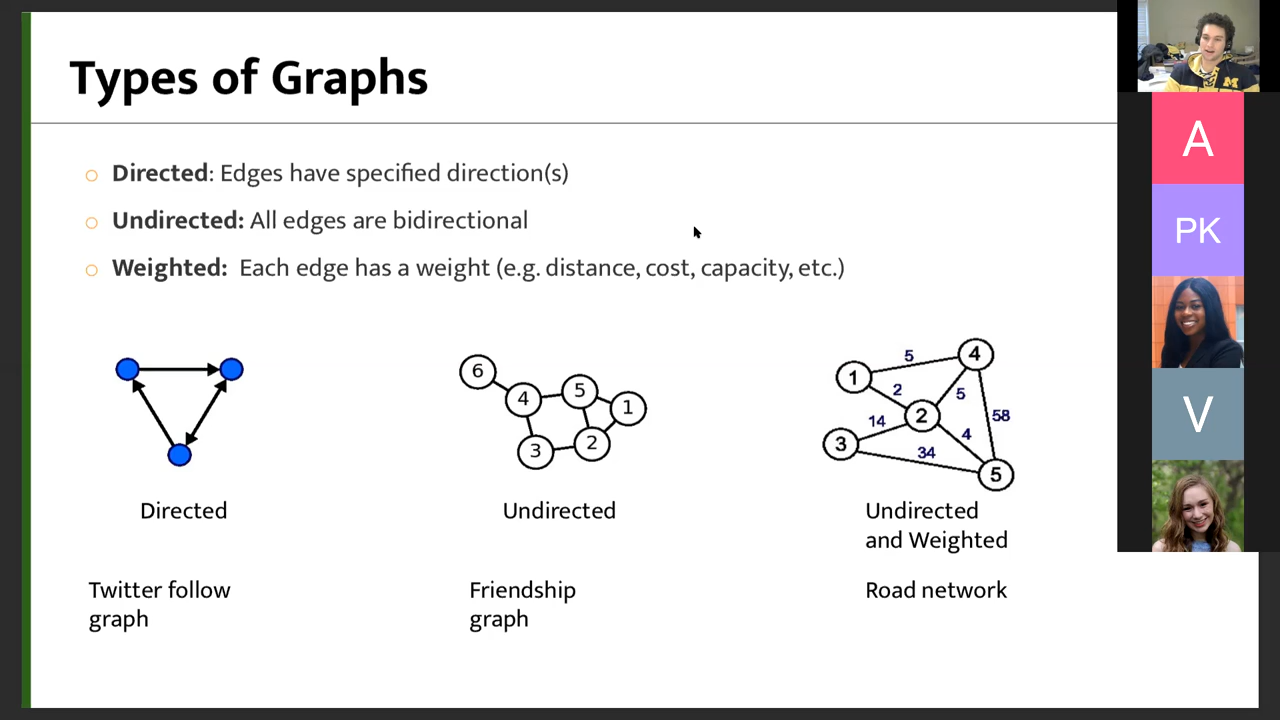 Types of Graphs
Directed: Edges have specified direction(s)
Undirected: All edges are bidirectional
Weighted: Each edge has a weight (e.g. distance, cost, capacity, etc.)
6
4
5
1
3
2
5
4
1
2
5
2
58
14
3
4
34
5
Directed
Undirected
Undirected
and Weighted
Twitter follow
graph
Friendship
graph
Road network
M
A
PK
V